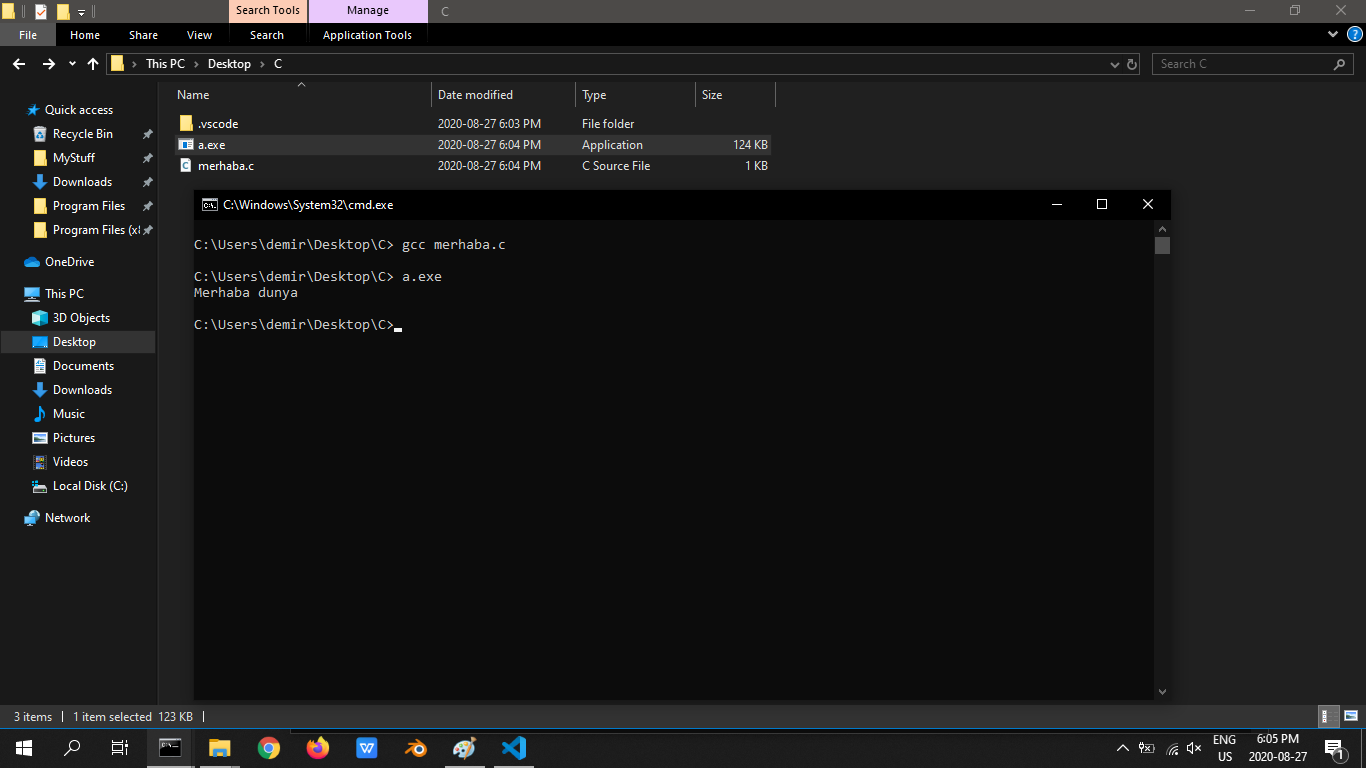 Search Tools Manage C
File Home Share View Search Application Tools
This PC Desktop C Search C
Name Date modified Type Size
.vscode 2020-08-27 6:03 PM File folder
a.exe 2020-08-27 6:04 PM Application 124 KB
merhaba.c 2020-08-27 6:04 PM C Source File 1 KB
Quick access
Recycle Bin
MyStuff
Downloads
Program Files
Program Files (x
OneDrive
This PC
3D Objects
Desktop
Documents
Downloads
Music
Pictures
Videos
Local Disk (C:)
Network
C:\Windows\System32\cmd.exe
C:\Users\demir\Desktop\C> gcc merhaba.c
C:\Users\demir\Desktop\C> a.exe
Merhaba dunya
C:\Users\demir\Desktop\C>
3 items 1 item selected 123 KB
ENG
US
6:05 PM
2020-08-27
1